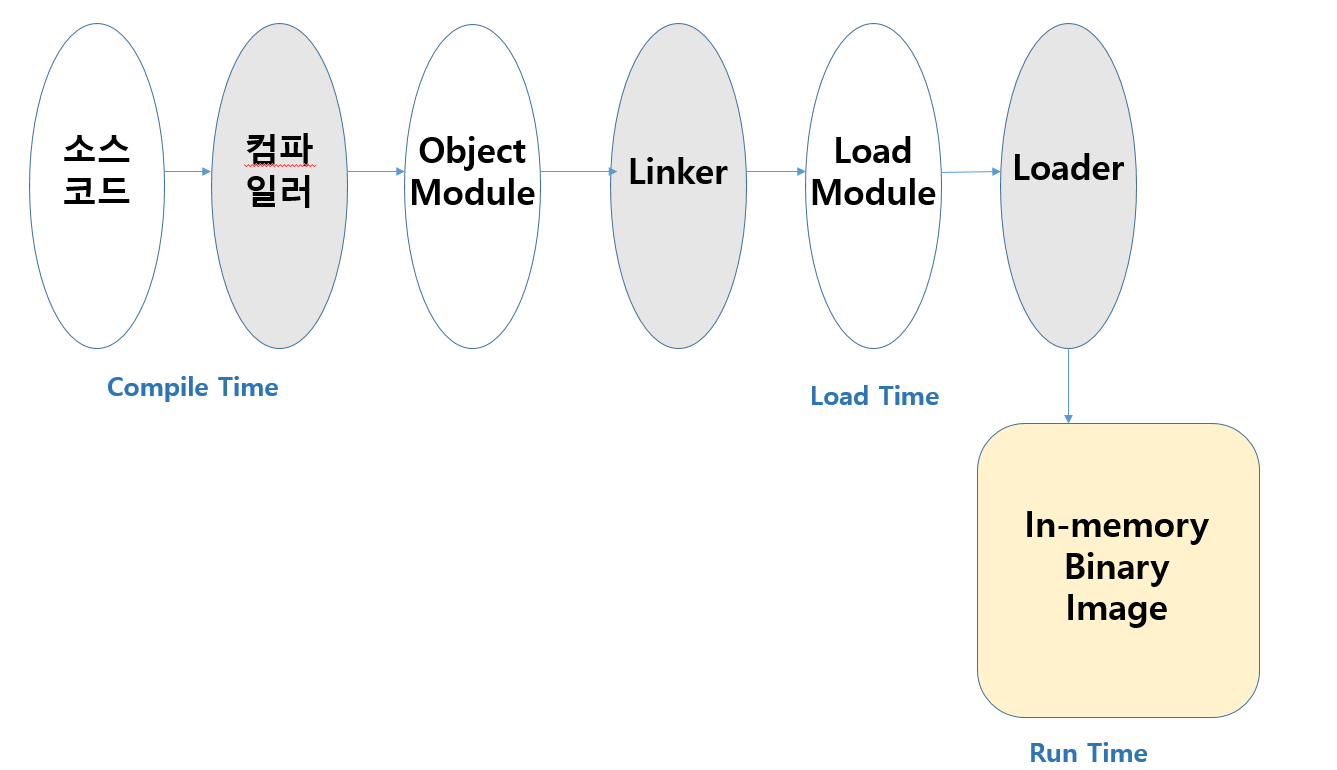 소스
코드
컴파
일러
Object
Module
Linker
Load
Module
Loader
Compile Time
Load Time
In-memory
Binary
Image
Run Time